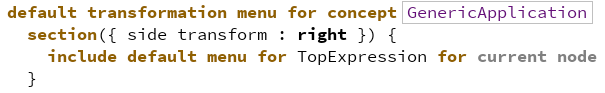 default transformation menu for concept GenericApplication
section({ side transform : right }) {
include default menu for TopExpression for current node
}